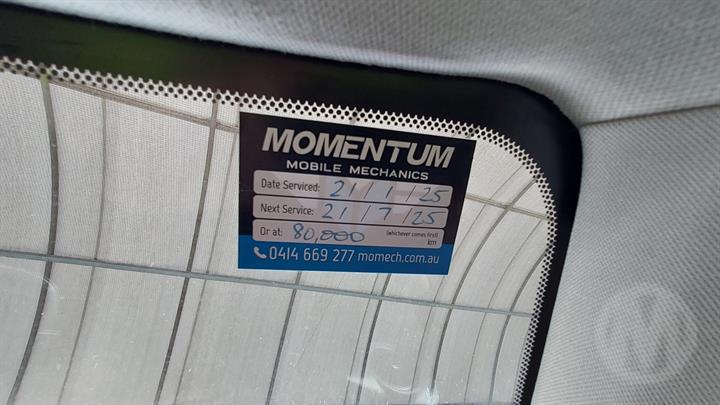 MOMENTUM
MOBILE MECHANICS
Date Serviced: 21/1/25
Next Service: 21/7/25
Or at: 80,000 (whichever comes first) km
0414 669 277 momech.com.au
M